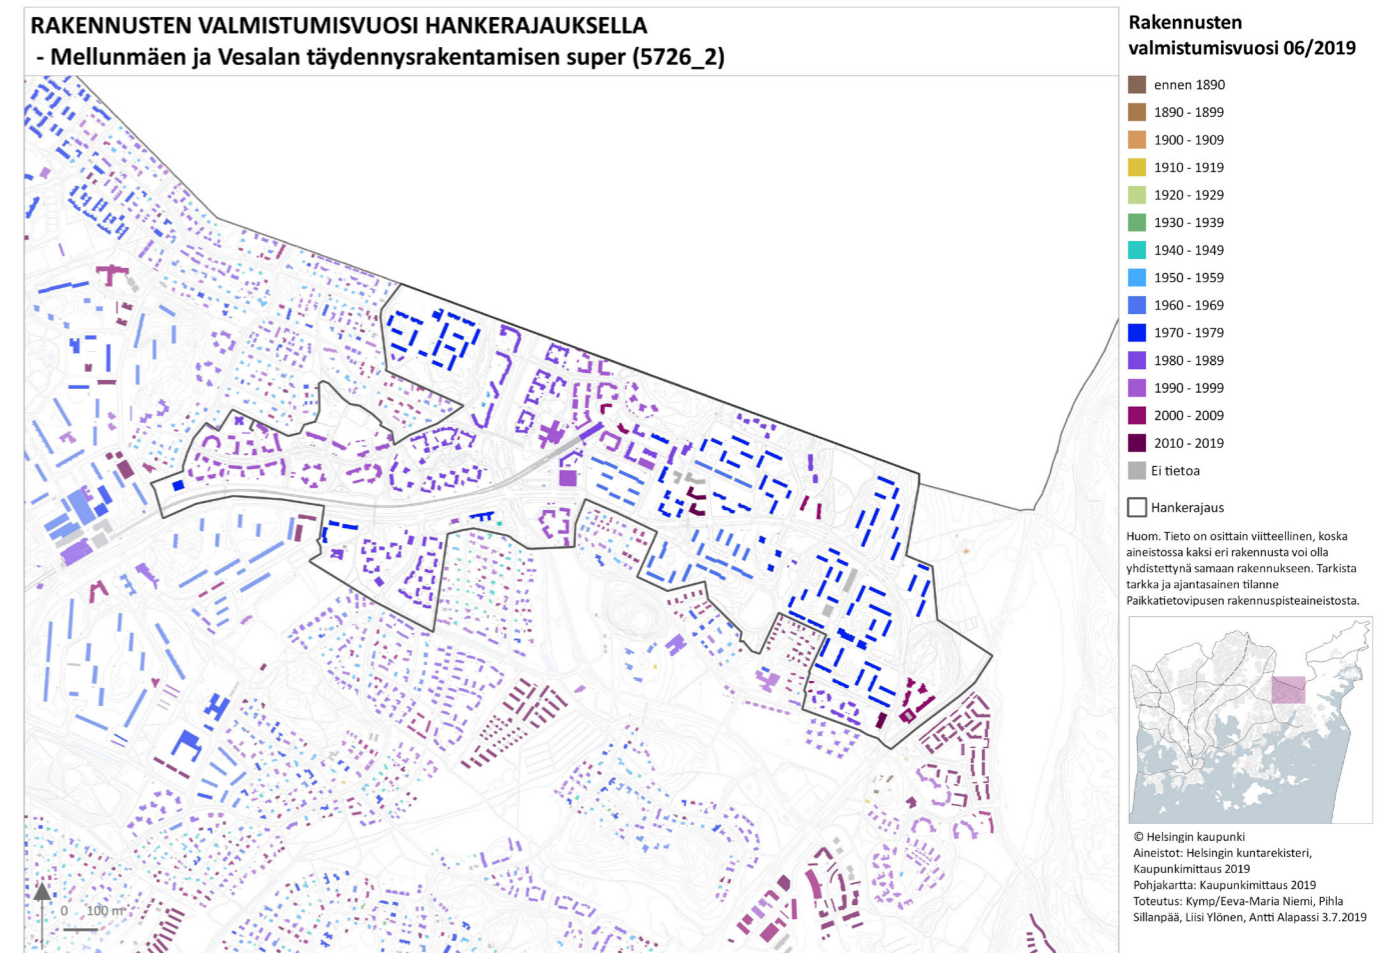 RAKENNUSTEN VALMISTUMISVUOSI HANKERAJAUKSELLA
- Mellunmäen ja Vesalan täydennysrakentamisen super (5726_2)
Rakennusten
valmistumisvuosi 06/2019
ennen 1890
1890 - 1899
1900 - 1909
1910 - 1919
1920 - 1929
1930 - 1939
1940 - 1949
1950 - 1959
1960 - 1969
1970 - 1979
1980 - 1989
1990 - 1999
2000 - 2009
2010 - 2019
Ei tietoa
Hankerajaus
Huom. Tieto on osittain viitteellinen, koska
aineistossa kaksi eri rakennusta voi olla
yhdistettynä samaan rakennukseen. Tarkista
tarkka ja ajantasainen tilanne
Paikkatietovipusen rakennuspisteaineistosta.
© Helsingin kaupunki
Aineistot: Helsingin kuntarekisteri,
Kaupunkimittaus 2019
Pohjakartta: Kaupunkimittaus 2019
Toteutus: Kymp/Eeva-Maria Niemi, Pihla
Sillanpää, Liisi Ylönen, Antti Alapassi 3.7.2019
0 100 m